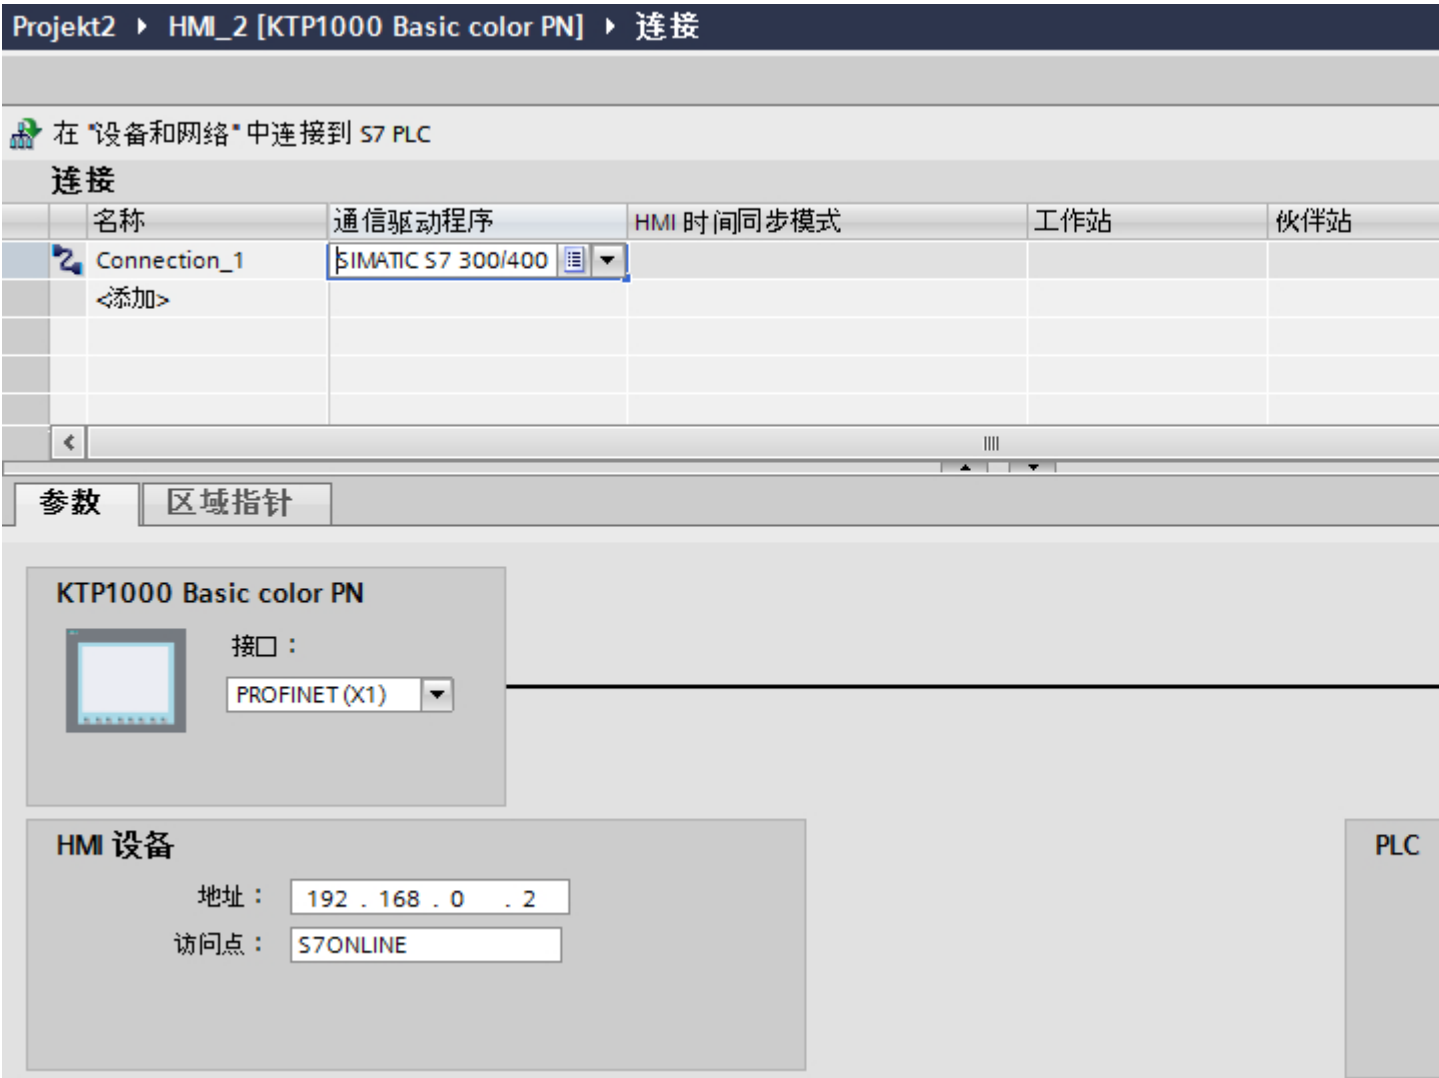 Projekt2 ▸ HMI_2 [KTP1000 Basic color PN] ▸ 连接
在 "设备和网络" 中连接到 S7 PLC
连接
名称 通信驱动程序 HMI 时间同步模式 工作站 伙伴站
Connection_1 SIMATIC S7 300/400
<添加>
参数 区域指针
KTP1000 Basic color PN
接口：
PROFINET (X1)
HMI 设备 PLC
地址： 192 . 168 . 0 . 2
访问点： S7ONLINE